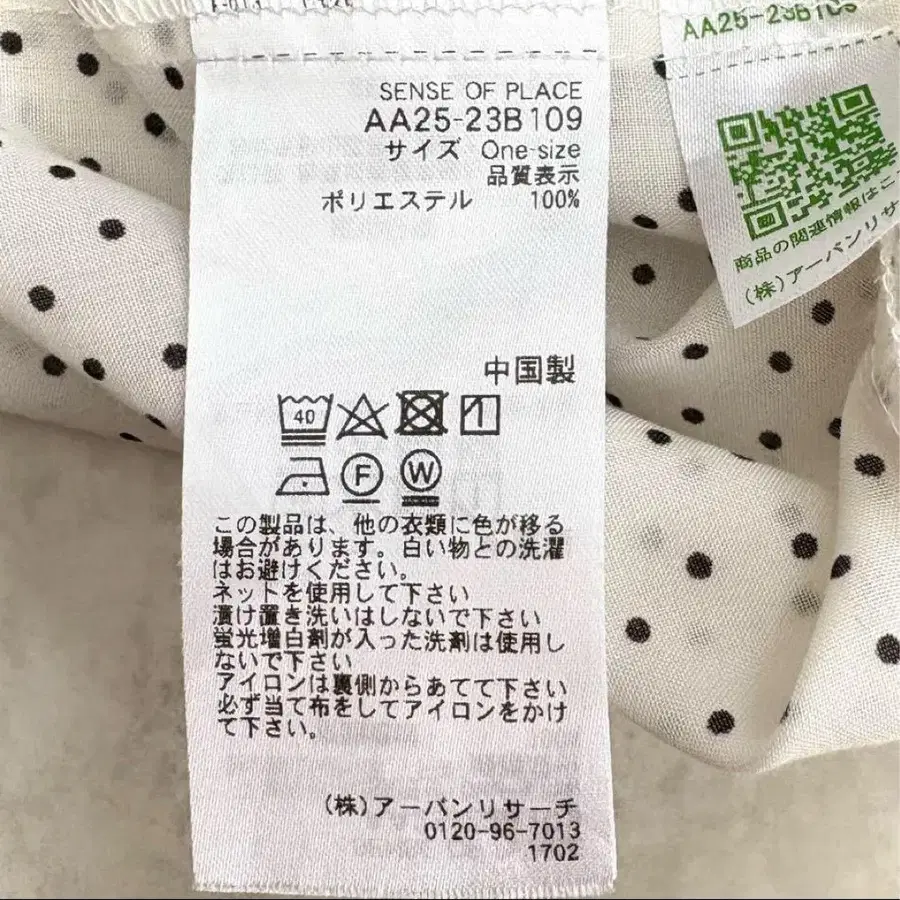 SENSE OF PLACE
AA25-23B109
サイズ One-size
品質表示
ポリエステル 100%
中国製
40
F
W
この製品は、他の衣類に色が移る
場合があります。白い物との洗濯
はお避けください。
ネットを使用して下さい
漬け置き洗いはしないで下さい
蛍光増白剤が入った洗剤は使用し
ないで下さい
アイロンは裏側からあてて下さい
必ず当て布をしてアイロンをかけ
て下さい。
(株)アーバンリサーチ
0120-96-7013
1702
AA25-23B109
商品の関連情報はこ
(株)アーバンリサ